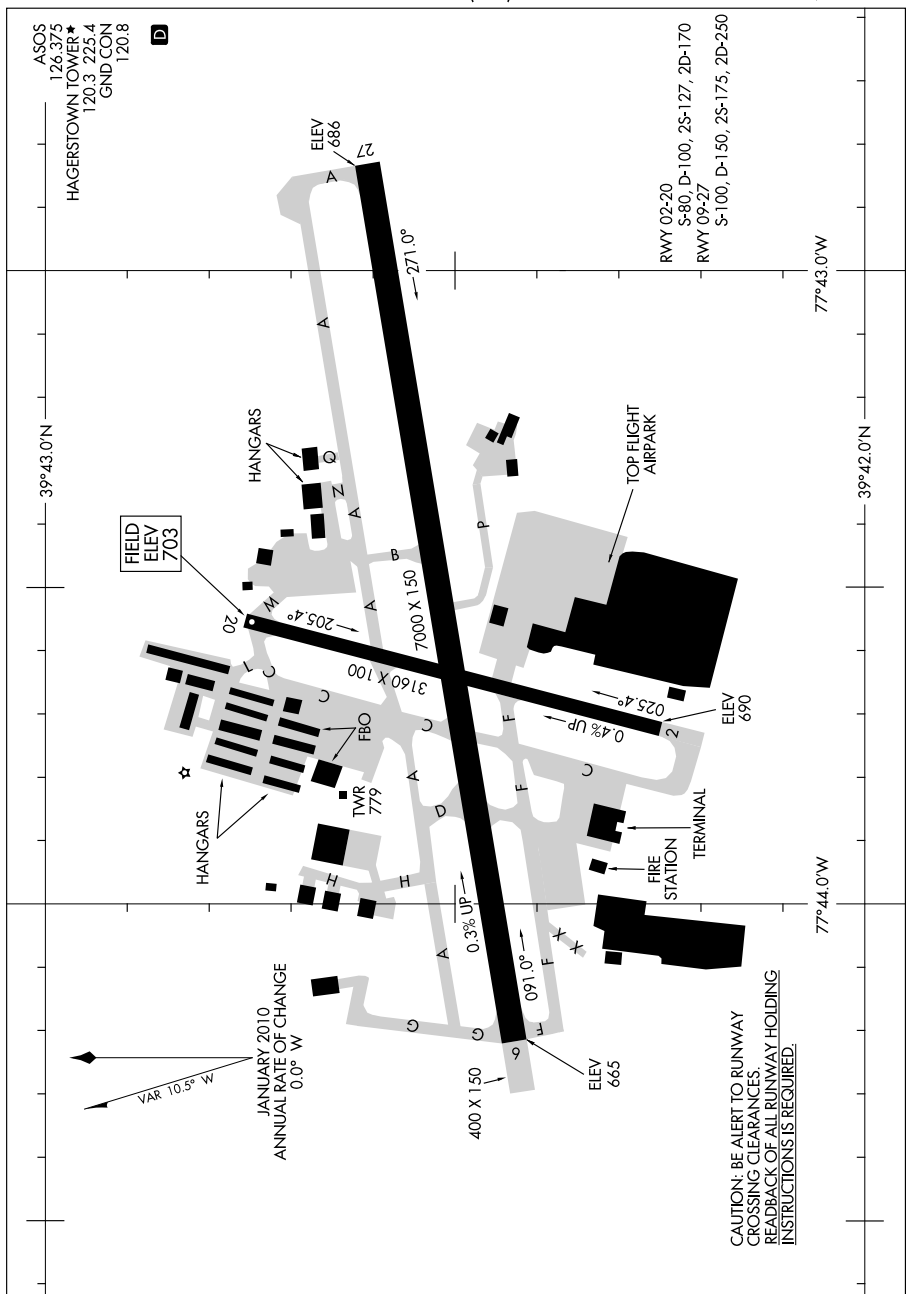 ASOS
126.375
HAGERSTOWN TOWER★
120.3 225.4
GND CON
120.8
D
39°43.0'N
39°42.0'N
77°43.0'W
77°44.0'W
JANUARY 2010
ANNUAL RATE OF CHANGE
0.0° W
VAR 10.5° W
FIELD
ELEV
703
HANGARS
HANGARS
FBO
TWR
779
ELEV
686
27
271.0°
7000 X 150
20
205.4°
3160 X 100
025.4°
0.4% UP
2
ELEV
690
0.3% UP
091.0°
9
ELEV
665
400 X 150
TOP FLIGHT
AIRPARK
TERMINAL
FIRE
STATION
A
A
A
A
A
A
B
C
C
C
C
D
F
F
F
F
G
G
H
H
L
M
P
Q
Z
X
X
RWY 02-20
S-80, D-100, 2S-127, 2D-170
RWY 09-27
S-100, D-150, 2S-175, 2D-250
CAUTION: BE ALERT TO RUNWAY
CROSSING CLEARANCES.
READBACK OF ALL RUNWAY HOLDING
INSTRUCTIONS IS REQUIRED.